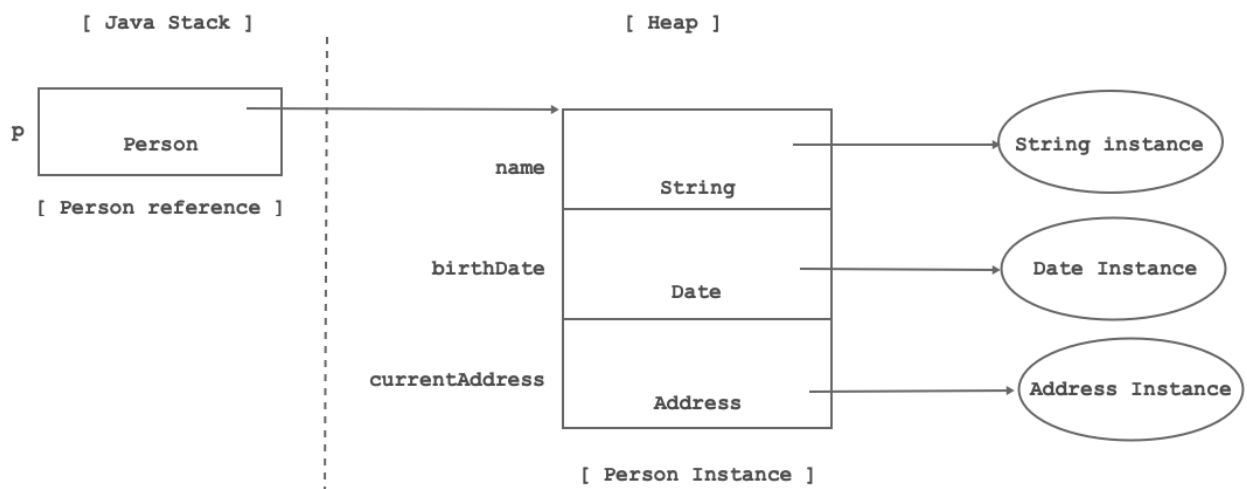 [ Java Stack ]
[ Heap ]
p
Person
[ Person reference ]
name
String
String instance
birthDate
Date
Date Instance
currentAddress
Address
Address Instance
[ Person Instance ]